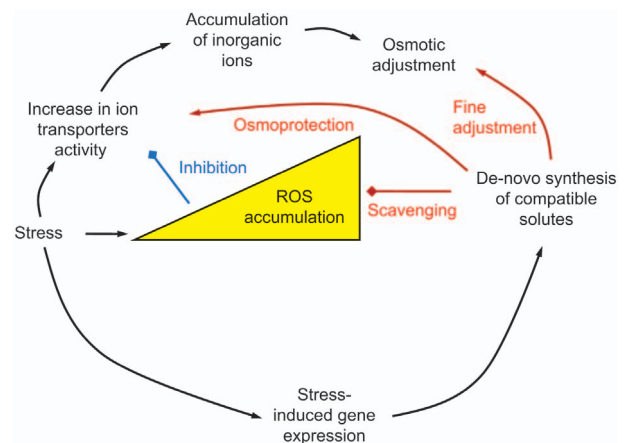 Accumulation
of inorganic
ions
Osmotic
adjustment
Increase in ion
transporters
activity
Osmoprotection
Fine
adjustment
Inhibition
De-novo synthesis
of compatible
solutes
ROS
accumulation
Scavenging
Stress
Stress-
induced gene
expression